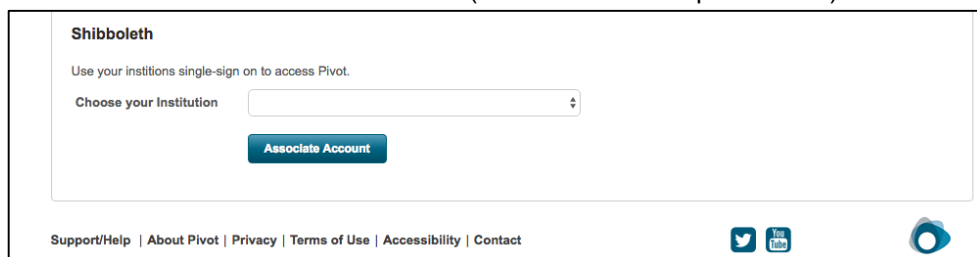 Shibboleth
Use your institions single-sign on to access Pivot.
Choose your Institution
Associate Account
Support/Help | About Pivot | Privacy | Terms of Use | Accessibility | Contact
You
Tube